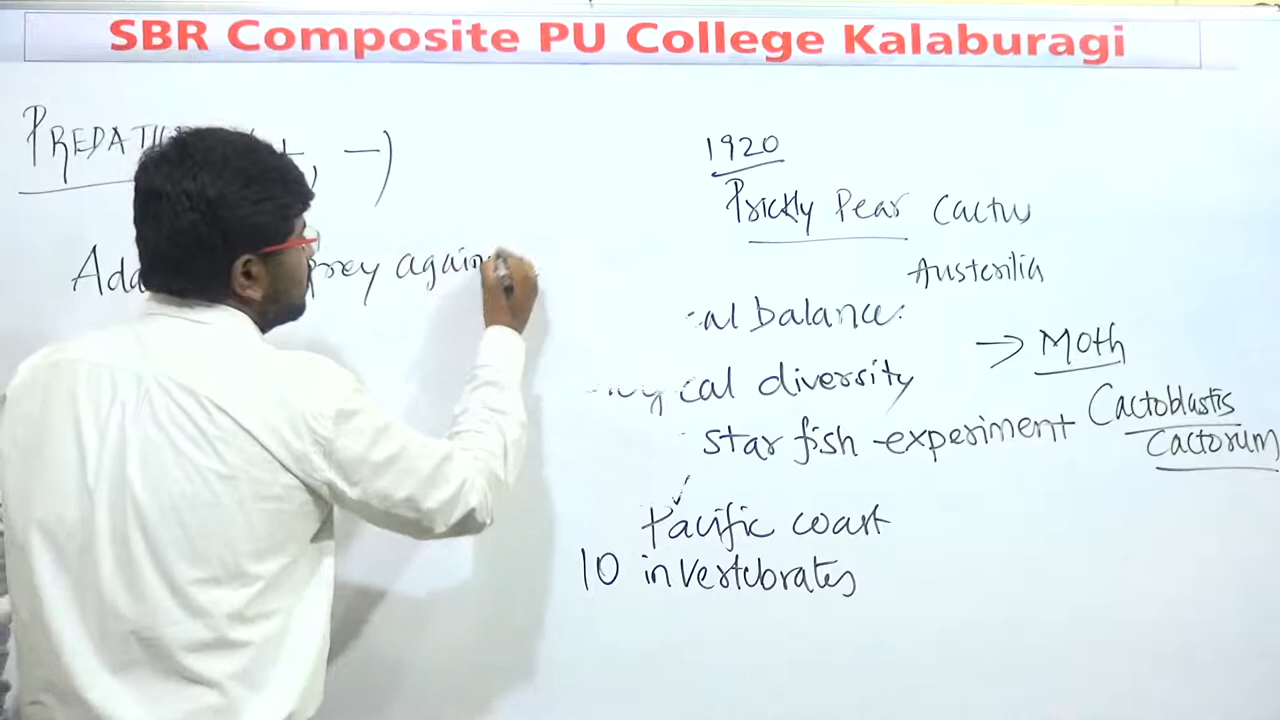 SBR Composite PU College Kalaburagi
(+, –)
prey again
1920
Prickly Pear Cactus
Austerilia
al balance.
→ Moth
cal diversity
Star fish experiment
Cactoblastis
Cactorum
Pacific coast
10 invertebrates